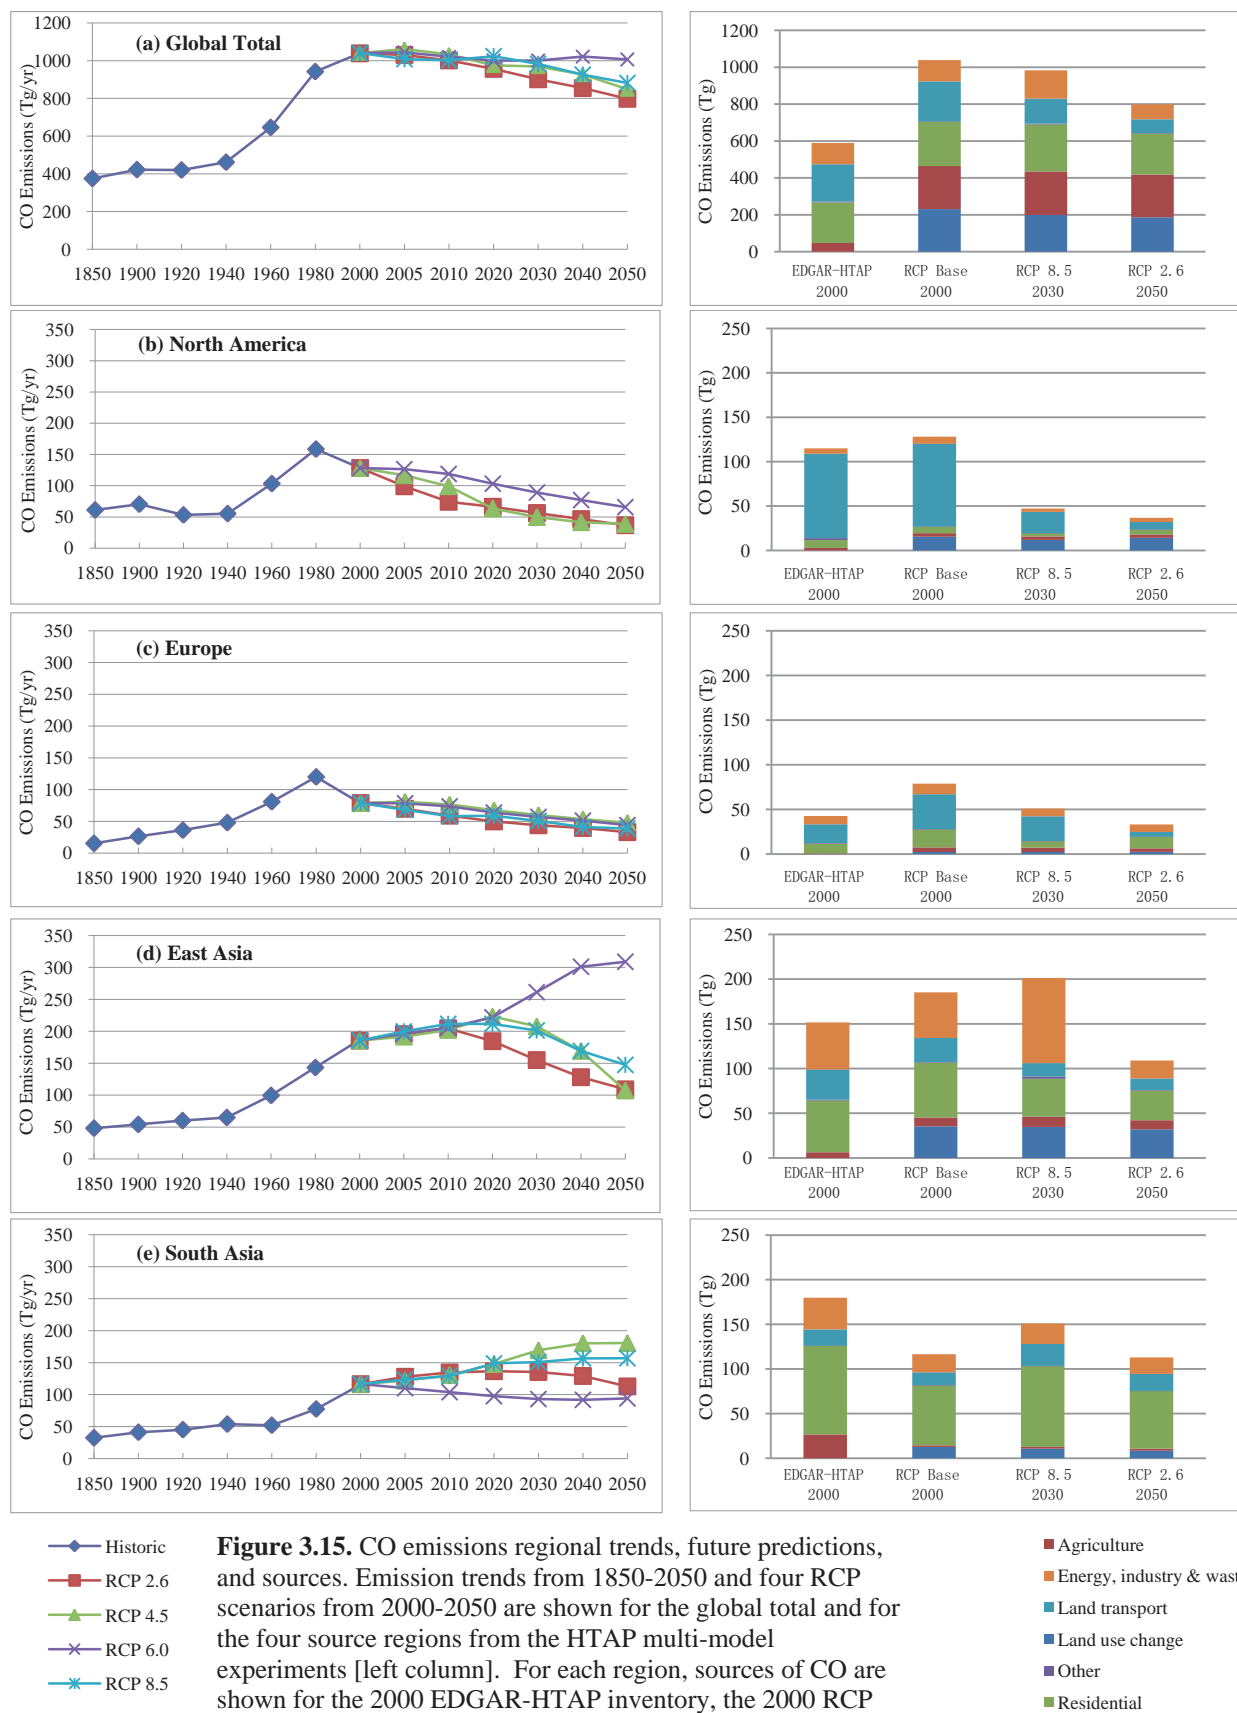 (a) Global Total
CO Emissions (Tg/yr)
1200
1000
800
600
400
200
0
1850 1900 1920 1940 1960 1980 2000 2005 2010 2020 2030 2040 2050
CO Emissions (Tg)
1200
1000
800
600
400
200
0
EDGAR-HTAP RCP Base RCP 8.5 RCP 2.6
2000 2000 2030 2050
(b) North America
CO Emissions (Tg/yr)
350
300
250
200
150
100
50
0
1850 1900 1920 1940 1960 1980 2000 2005 2010 2020 2030 2040 2050
CO Emissions (Tg)
250
200
150
100
50
0
EDGAR-HTAP RCP Base RCP 8.5 RCP 2.6
2000 2000 2030 2050
(c) Europe
CO Emissions (Tg/yr)
350
300
250
200
150
100
50
0
1850 1900 1920 1940 1960 1980 2000 2005 2010 2020 2030 2040 2050
CO Emissions (Tg)
250
200
150
100
50
0
EDGAR-HTAP RCP Base RCP 8.5 RCP 2.6
2000 2000 2030 2050
(d) East Asia
CO Emissions (Tg/yr)
350
300
250
200
150
100
50
0
1850 1900 1920 1940 1960 1980 2000 2005 2010 2020 2030 2040 2050
CO Emissions (Tg)
250
200
150
100
50
0
EDGAR-HTAP RCP Base RCP 8.5 RCP 2.6
2000 2000 2030 2050
(e) South Asia
CO Emissions (Tg/yr)
350
300
250
200
150
100
50
0
1850 1900 1920 1940 1960 1980 2000 2005 2010 2020 2030 2040 2050
CO Emissions (Tg)
250
200
150
100
50
0
EDGAR-HTAP RCP Base RCP 8.5 RCP 2.6
2000 2000 2030 2050
Historic
RCP 2.6
RCP 4.5
RCP 6.0
RCP 8.5
Figure 3.15. CO emissions regional trends, future predictions,
and sources. Emission trends from 1850-2050 and four RCP
scenarios from 2000-2050 are shown for the global total and for
the four source regions from the HTAP multi-model
experiments [left column]. For each region, sources of CO are
shown for the 2000 EDGAR-HTAP inventory, the 2000 RCP
Agriculture
Energy, industry & wast
Land transport
Land use change
Other
Residential